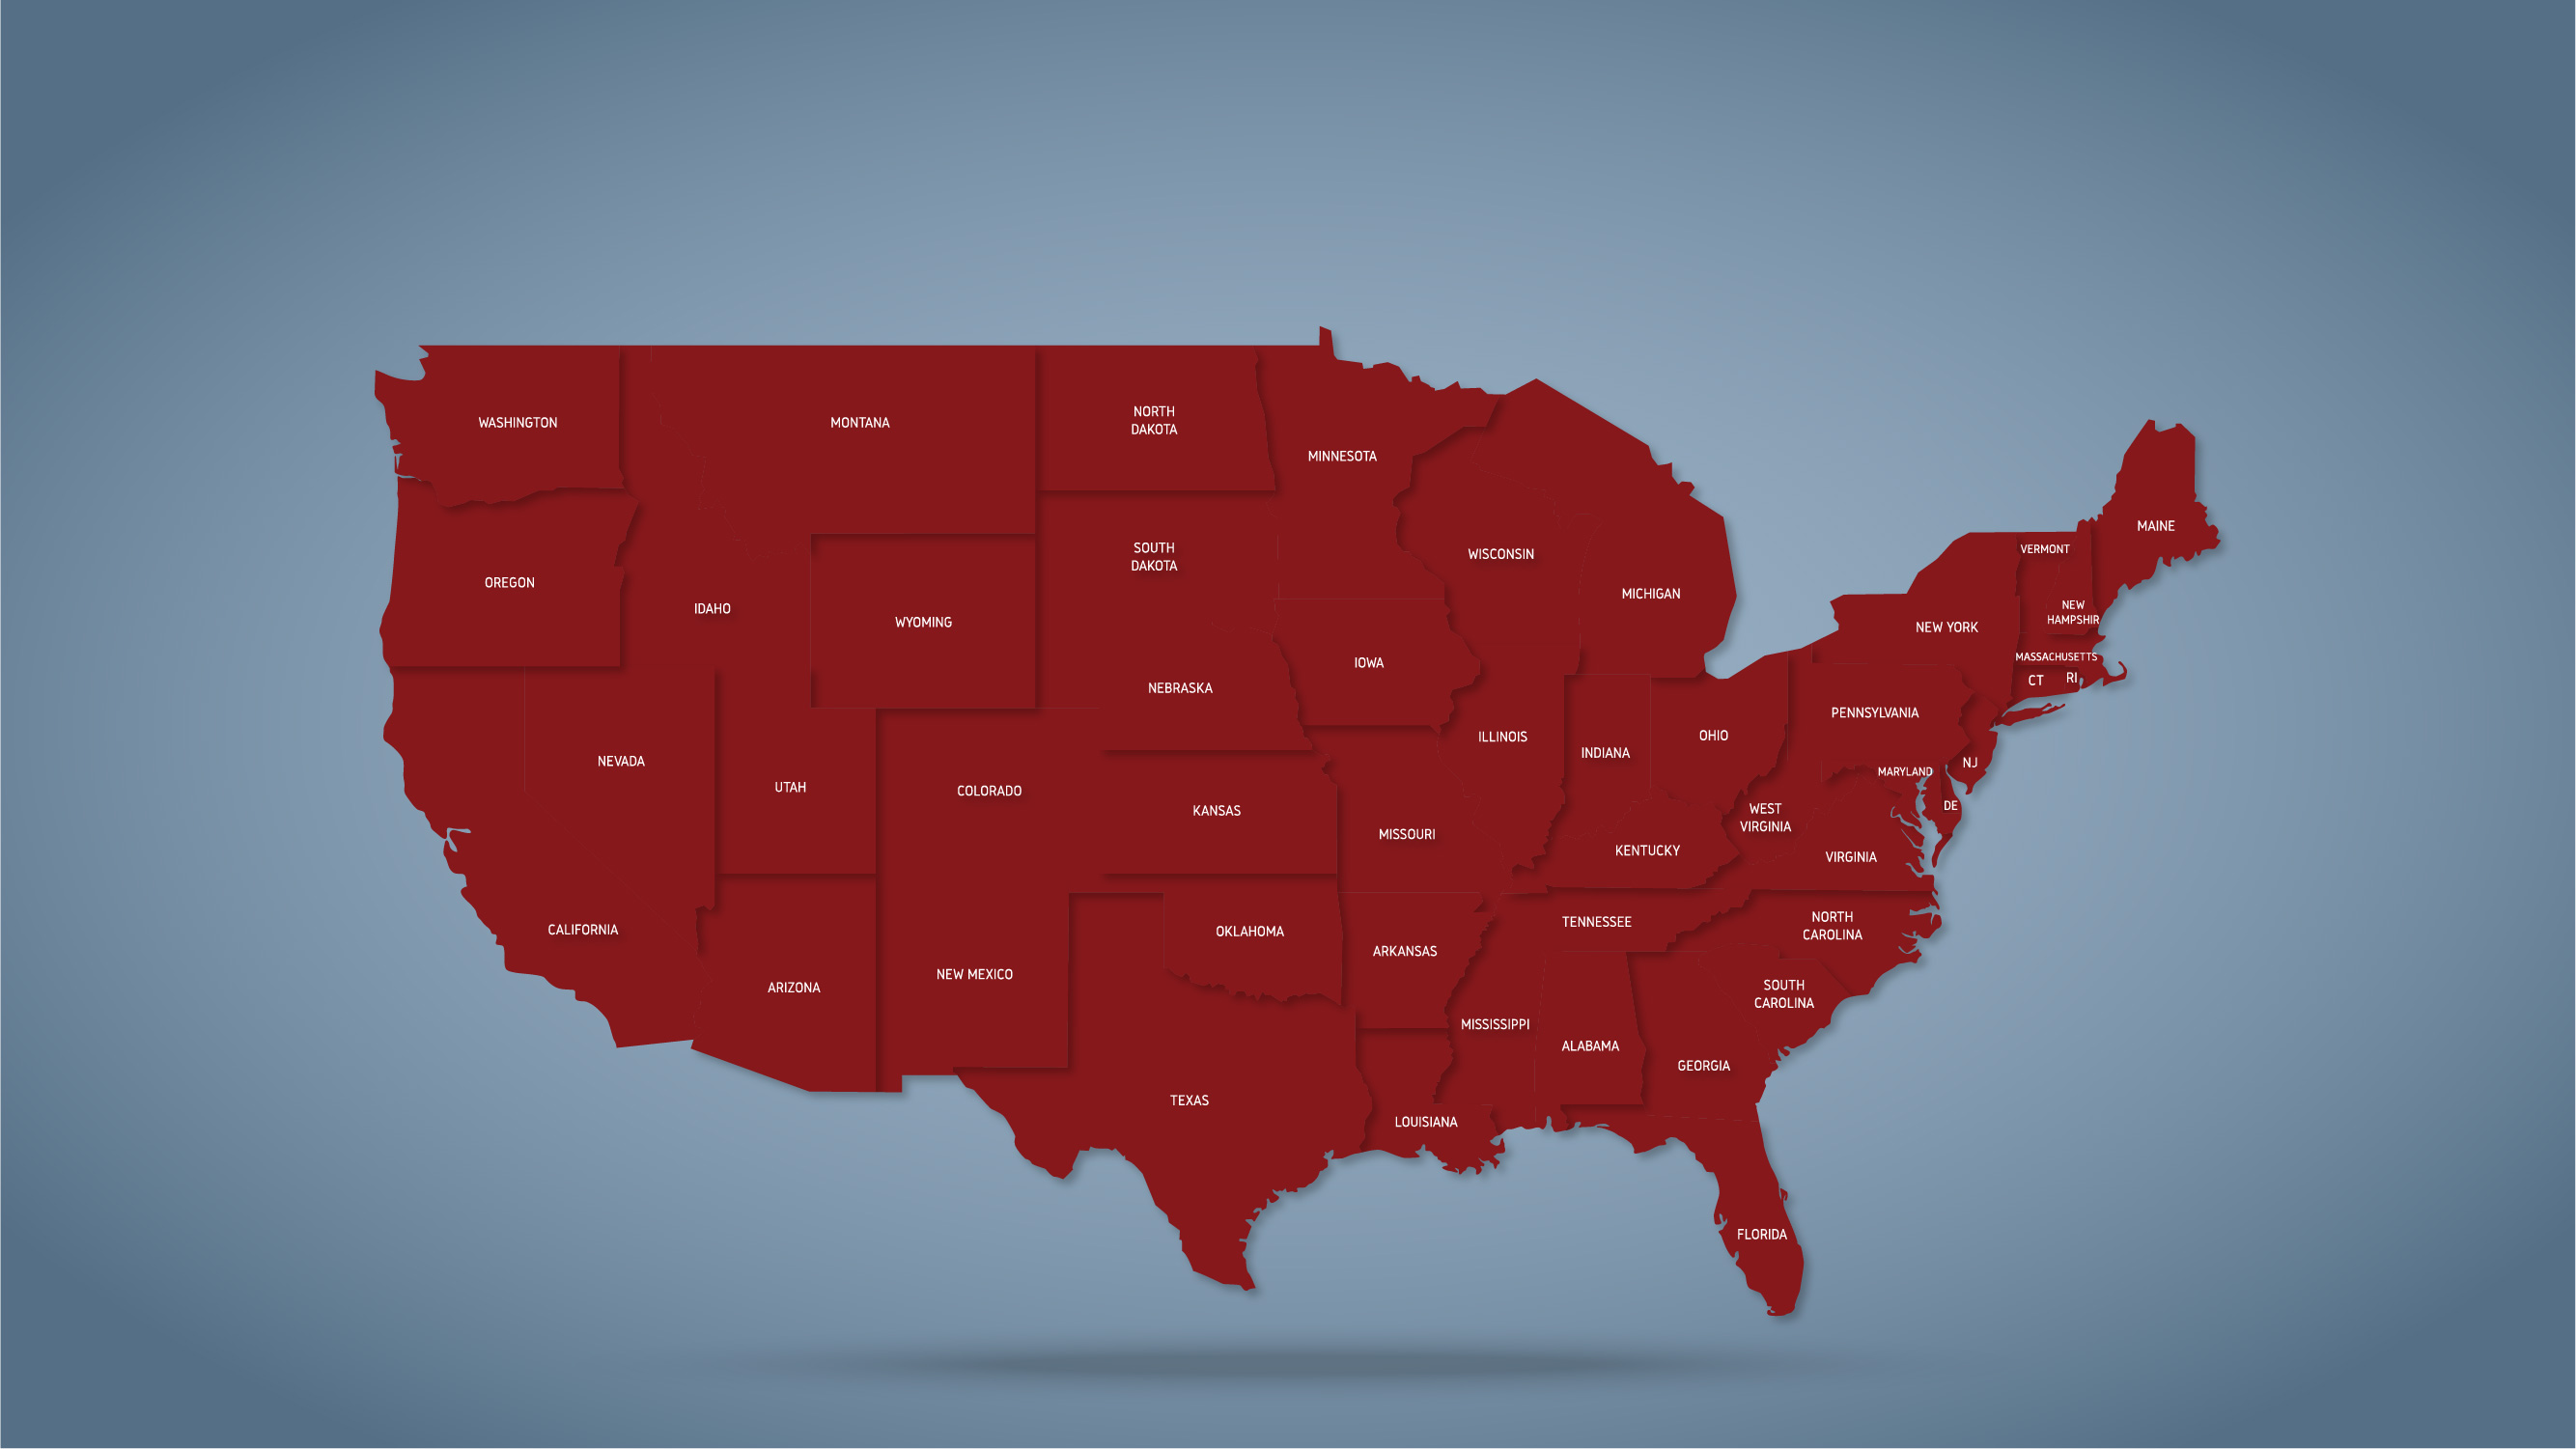 WASHINGTON
MONTANA
NORTH
DAKOTA
MINNESOTA
MAINE
SOUTH
DAKOTA
WISCONSIN
VERMONT
OREGON
IDAHO
WYOMING
MICHIGAN
NEW
HAMPSHIR
NEW YORK
IOWA
MASSACHUSETTS
CT
RI
NEBRASKA
PENNSYLVANIA
NEVADA
ILLINOIS
INDIANA
OHIO
NJ
MARYLAND
UTAH
COLORADO
KANSAS
WEST
VIRGINIA
DE
MISSOURI
KENTUCKY
VIRGINIA
CALIFORNIA
OKLAHOMA
TENNESSEE
NORTH
CAROLINA
ARIZONA
NEW MEXICO
ARKANSAS
SOUTH
CAROLINA
MISSISSIPPI
ALABAMA
GEORGIA
TEXAS
LOUISIANA
FLORIDA